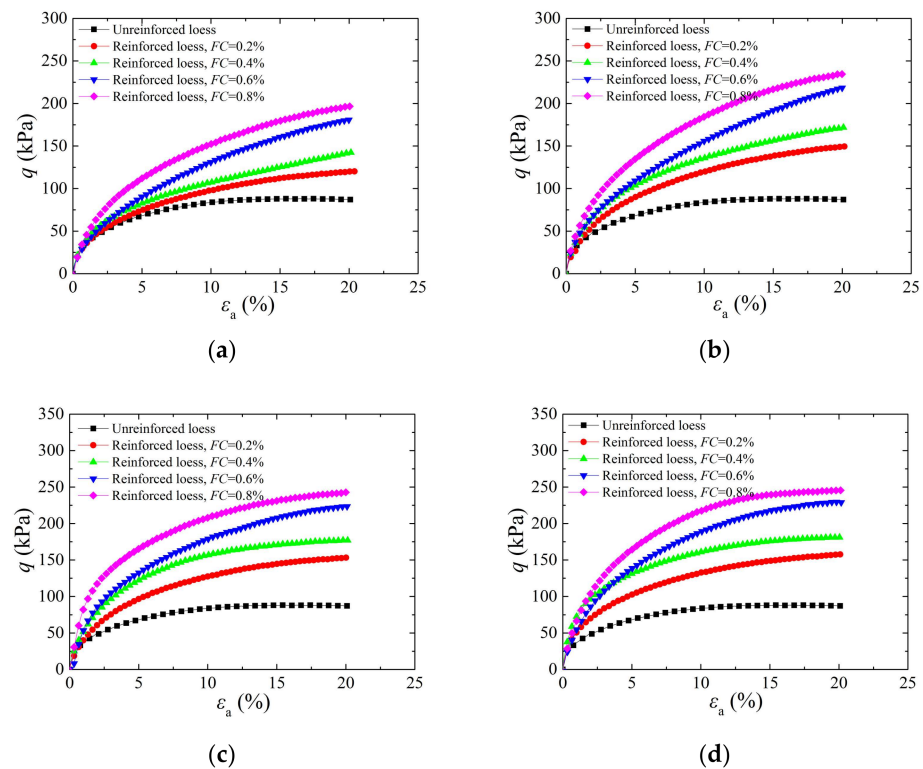 300
250
200
150
100
50
0
q (kPa)
Unreinforced loess
Reinforced loess, FC=0.2%
Reinforced loess, FC=0.4%
Reinforced loess, FC=0.6%
Reinforced loess, FC=0.8%
0 5 10 15 20 25
εa (%)
(a)
300
250
200
150
100
50
0
q (kPa)
Unreinforced loess
Reinforced loess, FC=0.2%
Reinforced loess, FC=0.4%
Reinforced loess, FC=0.6%
Reinforced loess, FC=0.8%
0 5 10 15 20 25
εa (%)
(b)
350
300
250
200
150
100
50
0
q (kPa)
Unreinforced loess
Reinforced loess, FC=0.2%
Reinforced loess, FC=0.4%
Reinforced loess, FC=0.6%
Reinforced loess, FC=0.8%
0 5 10 15 20 25
εa (%)
(c)
350
300
250
200
150
100
50
0
q (kPa)
Unreinforced loess
Reinforced loess, FC=0.2%
Reinforced loess, FC=0.4%
Reinforced loess, FC=0.6%
Reinforced loess, FC=0.8%
0 5 10 15 20 25
εa (%)
(d)